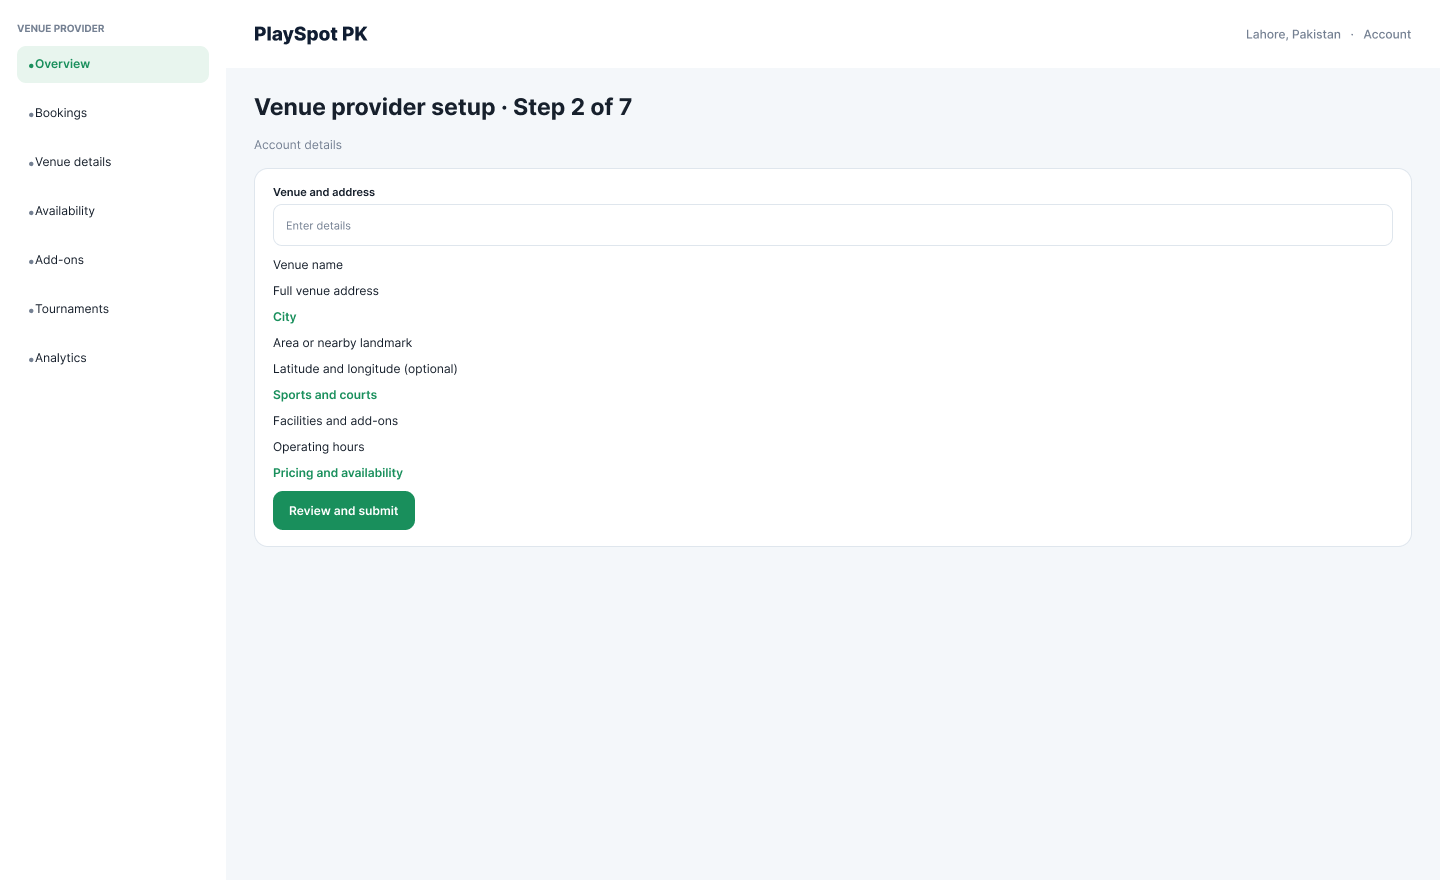 VENUE PROVIDER
Overview
Bookings
Venue details
Availability
Add-ons
Tournaments
Analytics
PlaySpot PK
Lahore, Pakistan · Account
Venue provider setup · Step 2 of 7
Account details
Venue and address
Enter details
Venue name
Full venue address
City
Area or nearby landmark
Latitude and longitude (optional)
Sports and courts
Facilities and add-ons
Operating hours
Pricing and availability
Review and submit